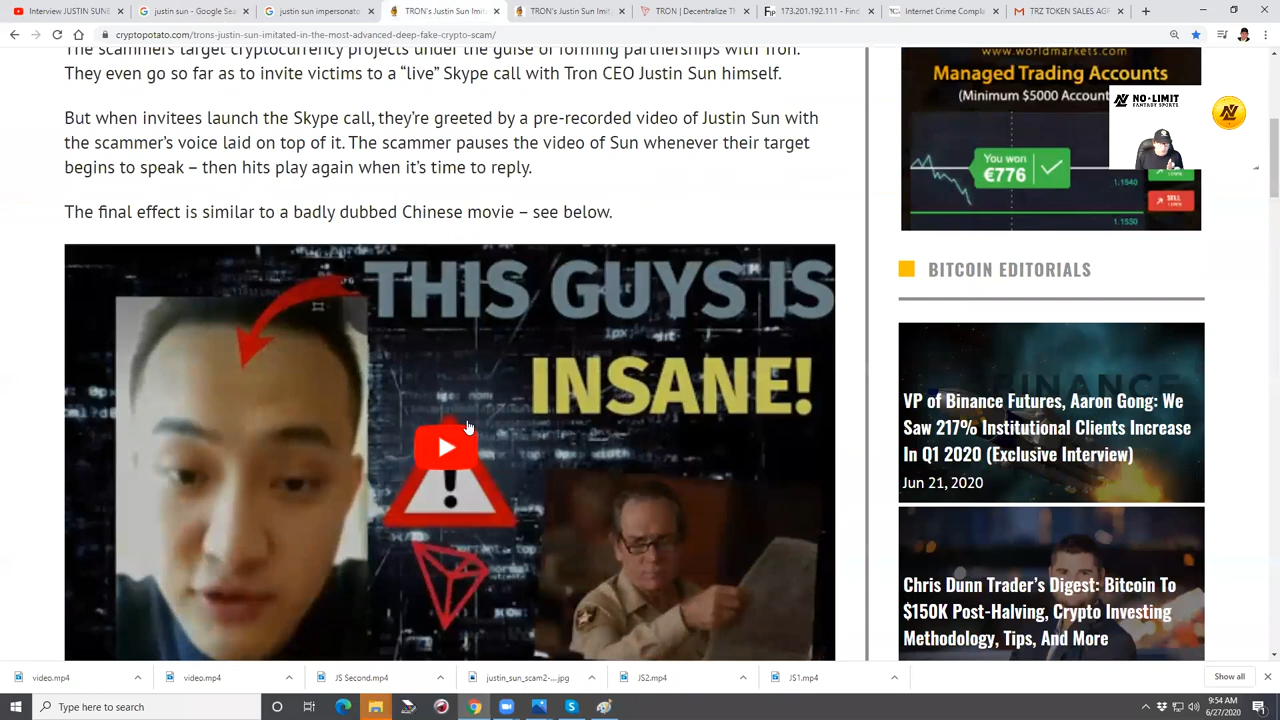 Interview JUSTIN SUN
justin sun - Google Sea
justin sun impersonato
TRON's Justin Sun Imitat
TRON's Justin Sun Imit
TRON | Decentralize Th
173.201.192.111 - Find
Internet Crime Compla
TRZ TOKEN SALES AGR
cryptopotato.com/trons-justin-sun-imitated-in-the-most-advanced-deep-fake-crypto-scam/
The scammers target cryptocurrency projects under the guise of forming partnerships with Tron.
They even go so far as to invite victims to a “live” Skype call with Tron CEO Justin Sun himself.
But when invitees launch the Skype call, they’re greeted by a pre-recorded video of Justin Sun with
the scammer’s voice laid on top of it. The scammer pauses the video of Sun whenever their target
begins to speak – then hits play again when it’s time to reply.
The final effect is similar to a badly dubbed Chinese movie – see below.
THIS GUYS IS
INSANE!
www.worldmarkets.com
Managed Trading Accounts
(Minimum $5000 Account
NO-LIMIT
FANTASY SPORTS
You won
€776
1.1540
SELL
1.1530
BITCOIN EDITORIALS
VP of Binance Futures, Aaron Gong: We
Saw 217% Institutional Clients Increase
In Q1 2020 (Exclusive Interview)
Jun 21, 2020
Chris Dunn Trader’s Digest: Bitcoin To
$150K Post-Halving, Crypto Investing
Methodology, Tips, And More
video.mp4
video.mp4
JS Second.mp4
justin_sun_scam2-....jpg
JS2.mp4
JS1.mp4
Show all
Type here to search
9:54 AM
6/27/2020